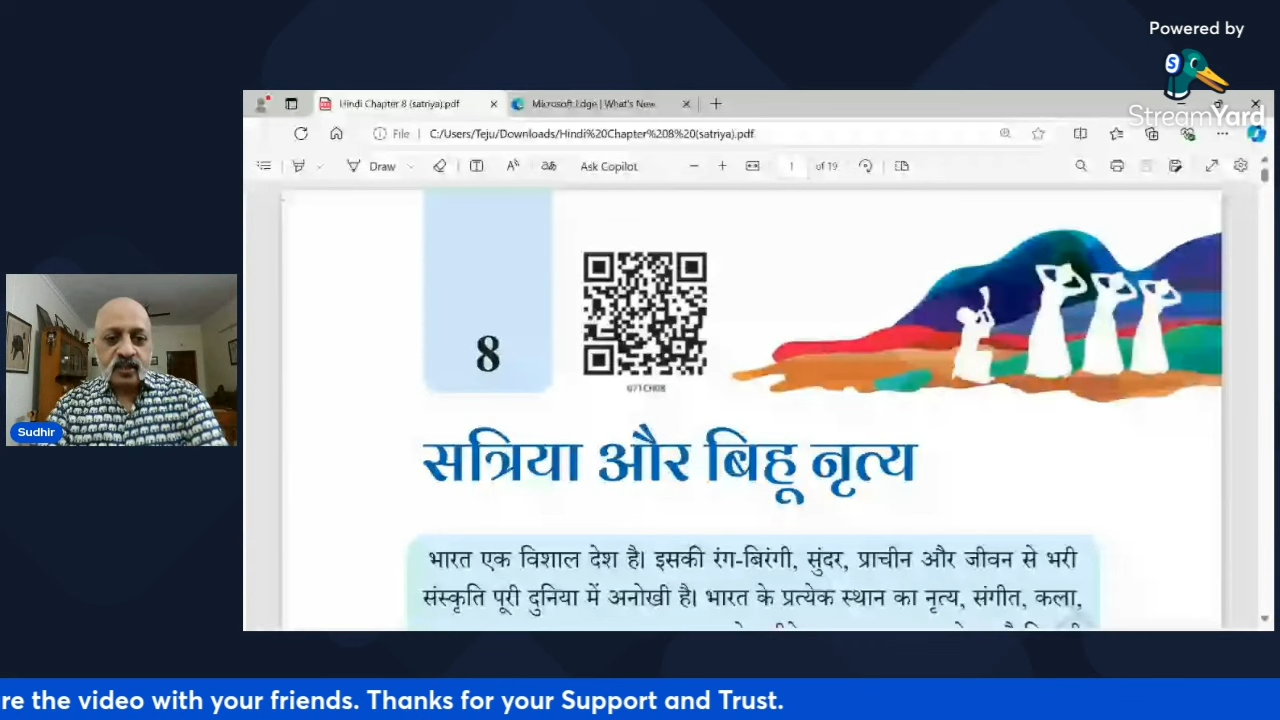 Powered by
StreamYard
Hindi Chapter 8 (satriya).pdf
Microsoft Edge | What's New
File
C:/Users/Teju/Downloads/Hindi%20Chapter%208%20(satriya).pdf
Draw
Ask Copilot
1 of 19
8
071CH08
सत्रिया और बिहू नृत्य
भारत एक विशाल देश है। इसकी रंग-बिरंगी, सुंदर, प्राचीन और जीवन से भरी
संस्कृति पूरी दुनिया में अनोखी है। भारत के प्रत्येक स्थान का नृत्य, संगीत, कला,
Sudhir
re the video with your friends. Thanks for your Support and Trust.